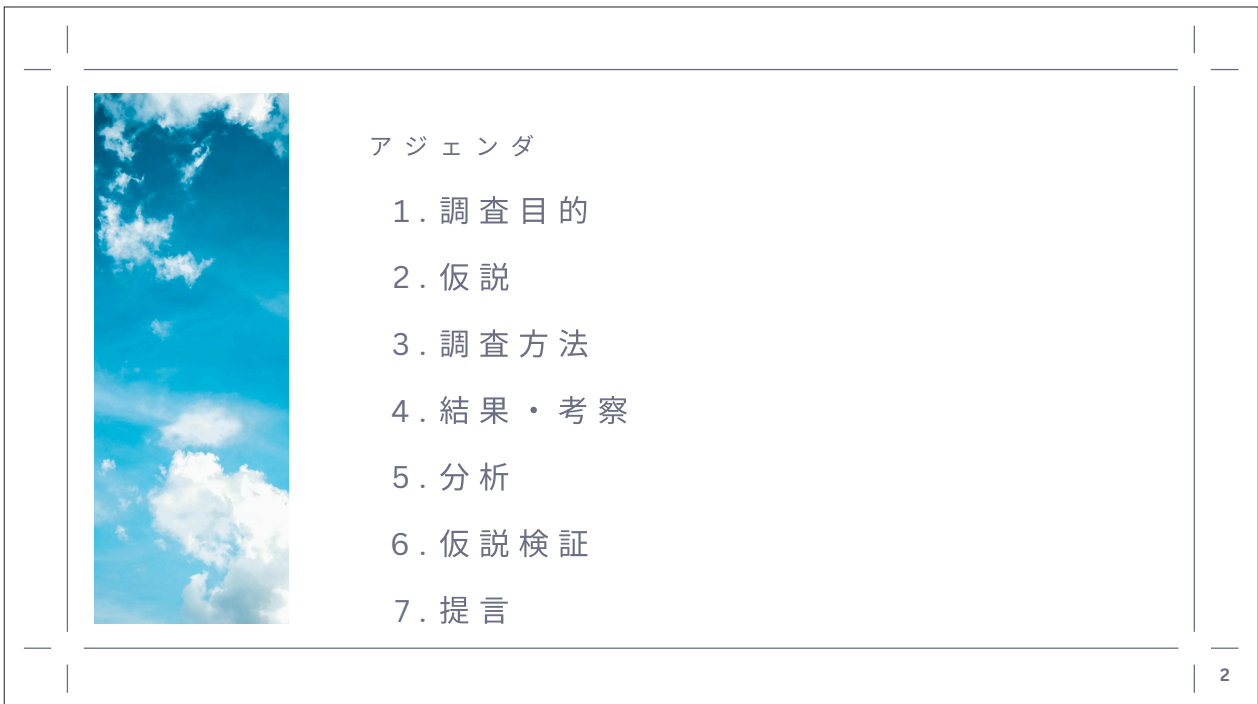 アジェンダ
1.調査目的
2.仮説
3.調査方法
4.結果・考察
5.分析
6.仮説検証
7.提言
2